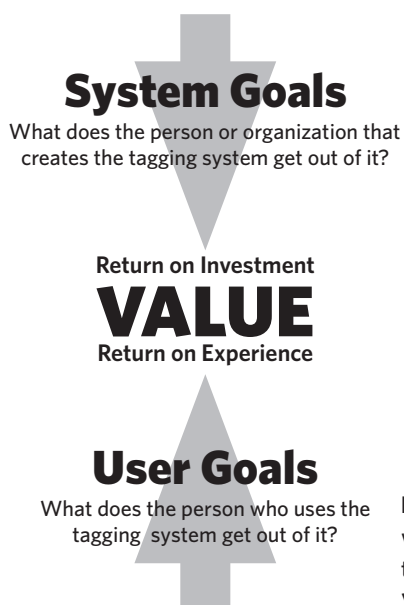 System Goals
What does the person or organization that
creates the tagging system get out of it?
Return on Investment
VALUE
Return on Experience
User Goals
What does the person who uses the
tagging system get out of it?